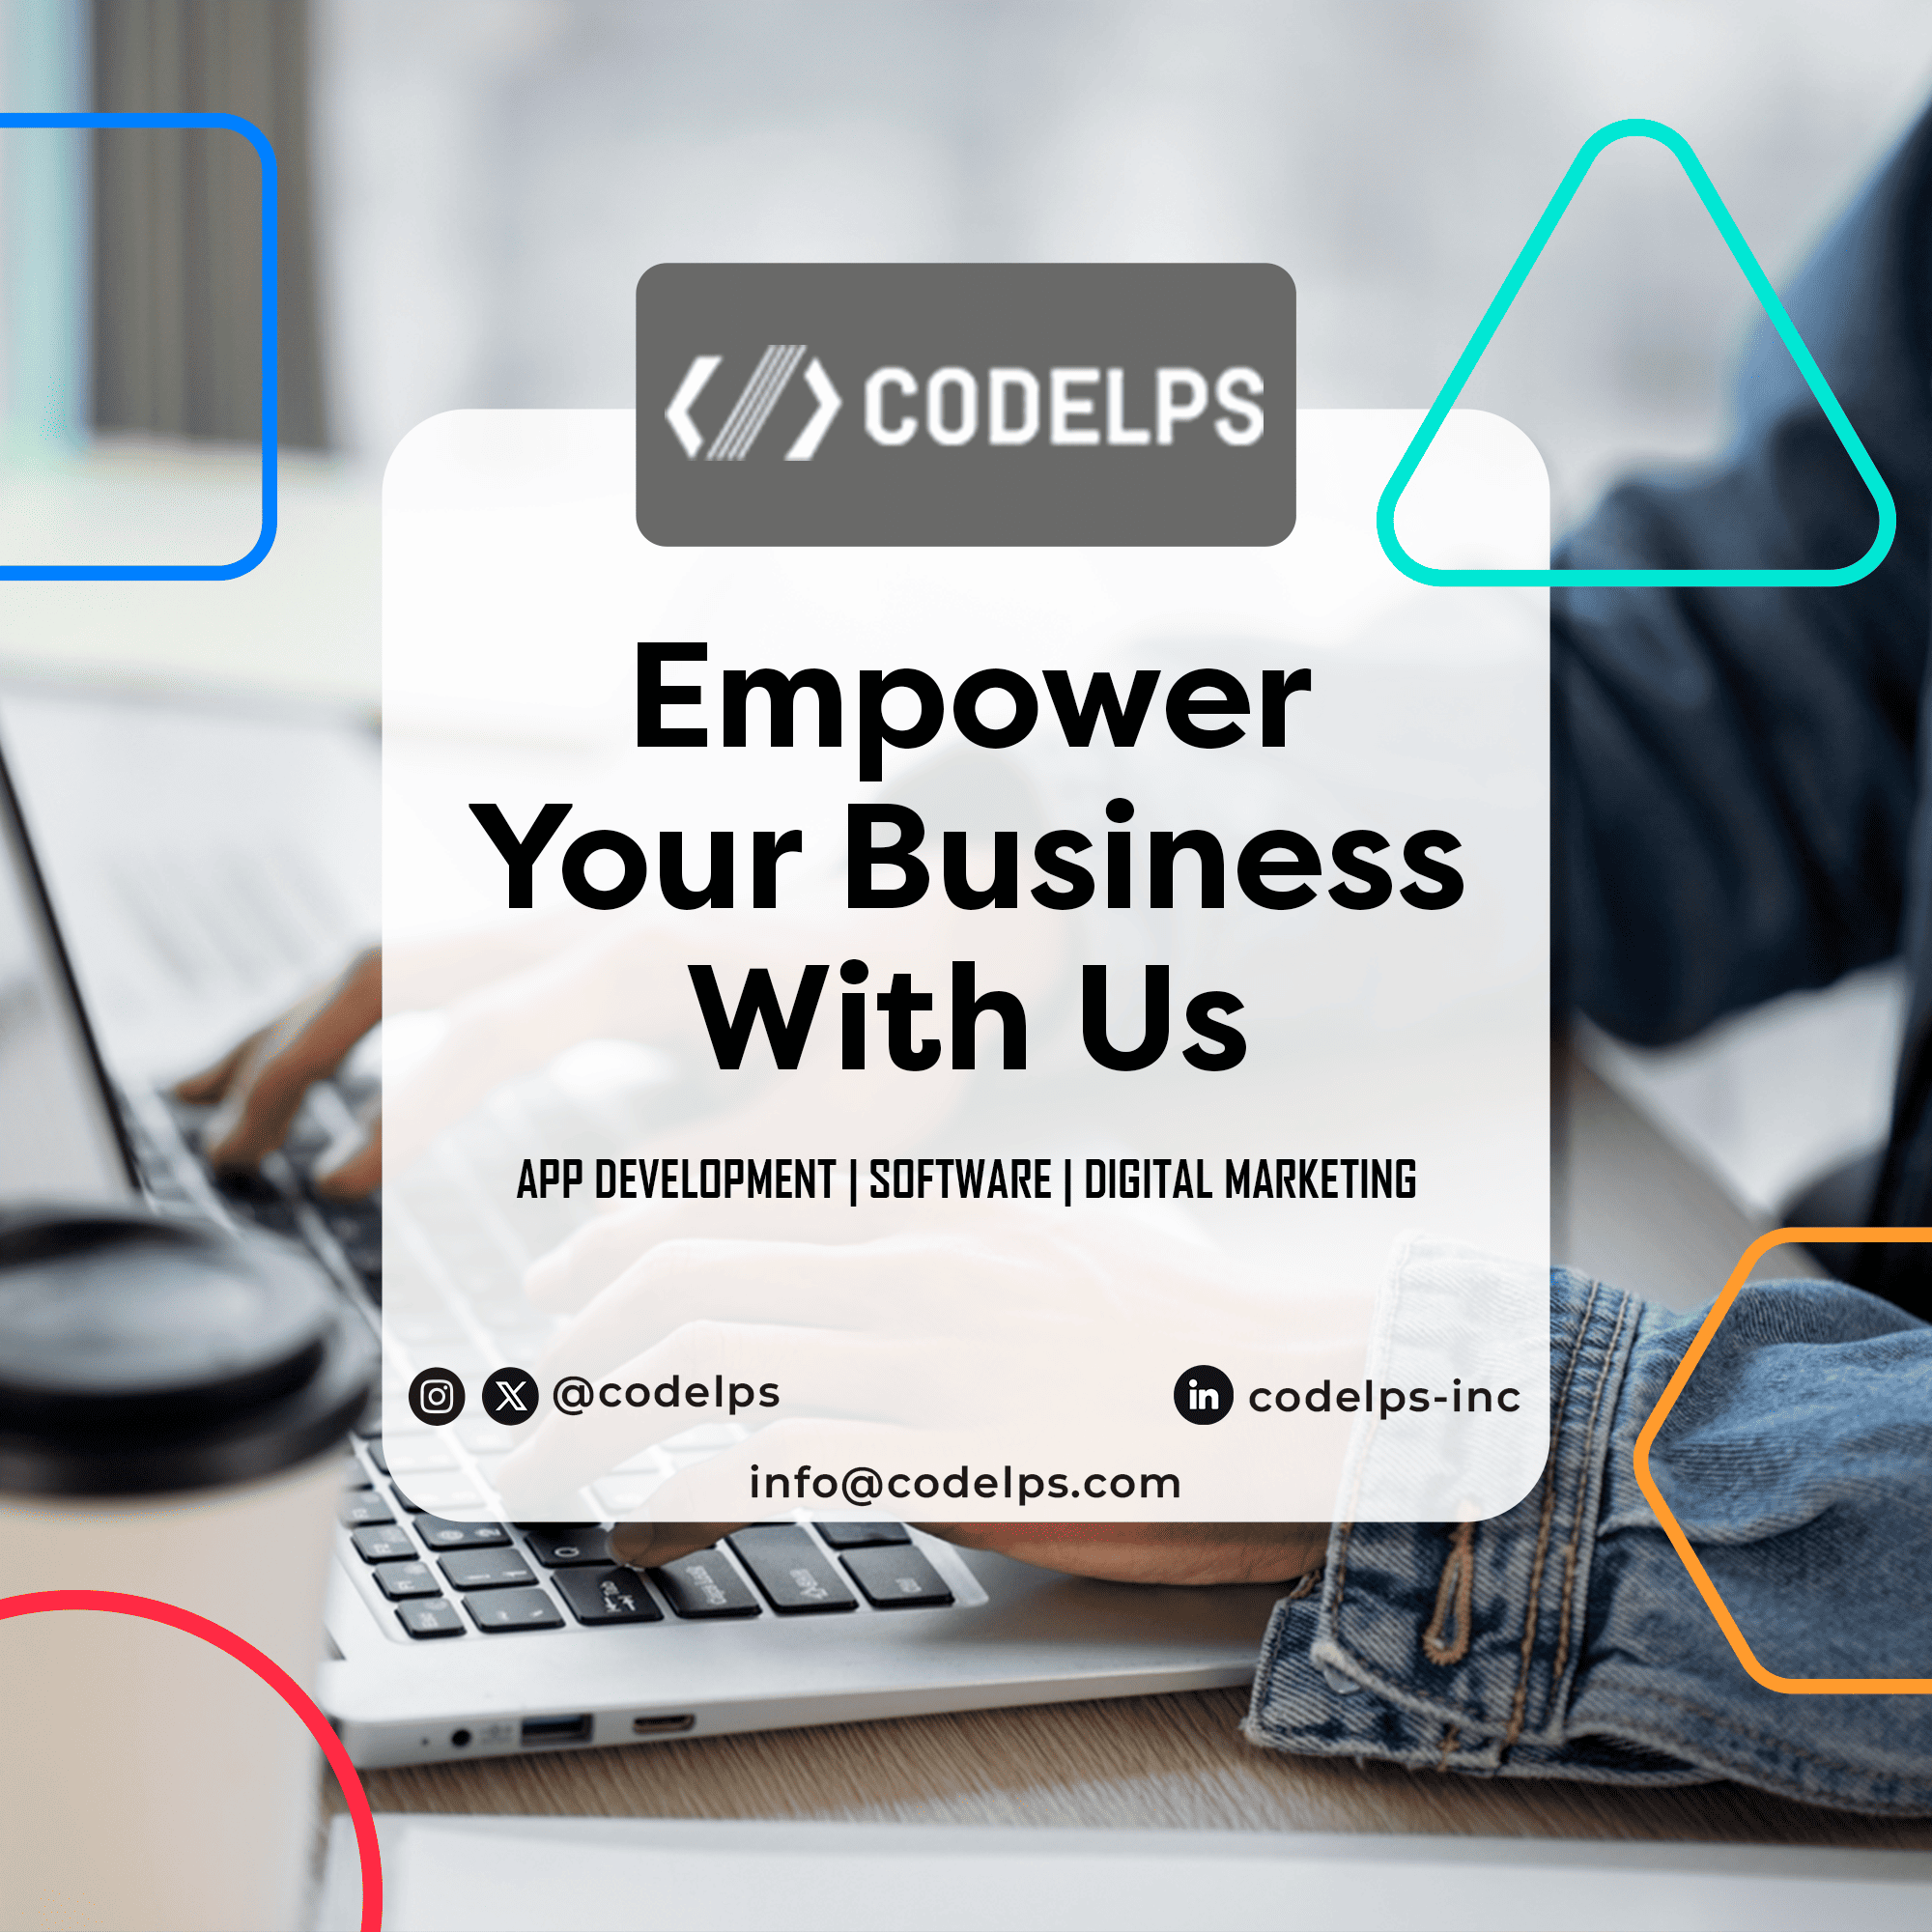 CODELPS
Empower
Your Business
With Us
APP DEVELOPMENT | SOFTWARE | DIGITAL MARKETING
@codelps
codelps-inc
info@codelps.com